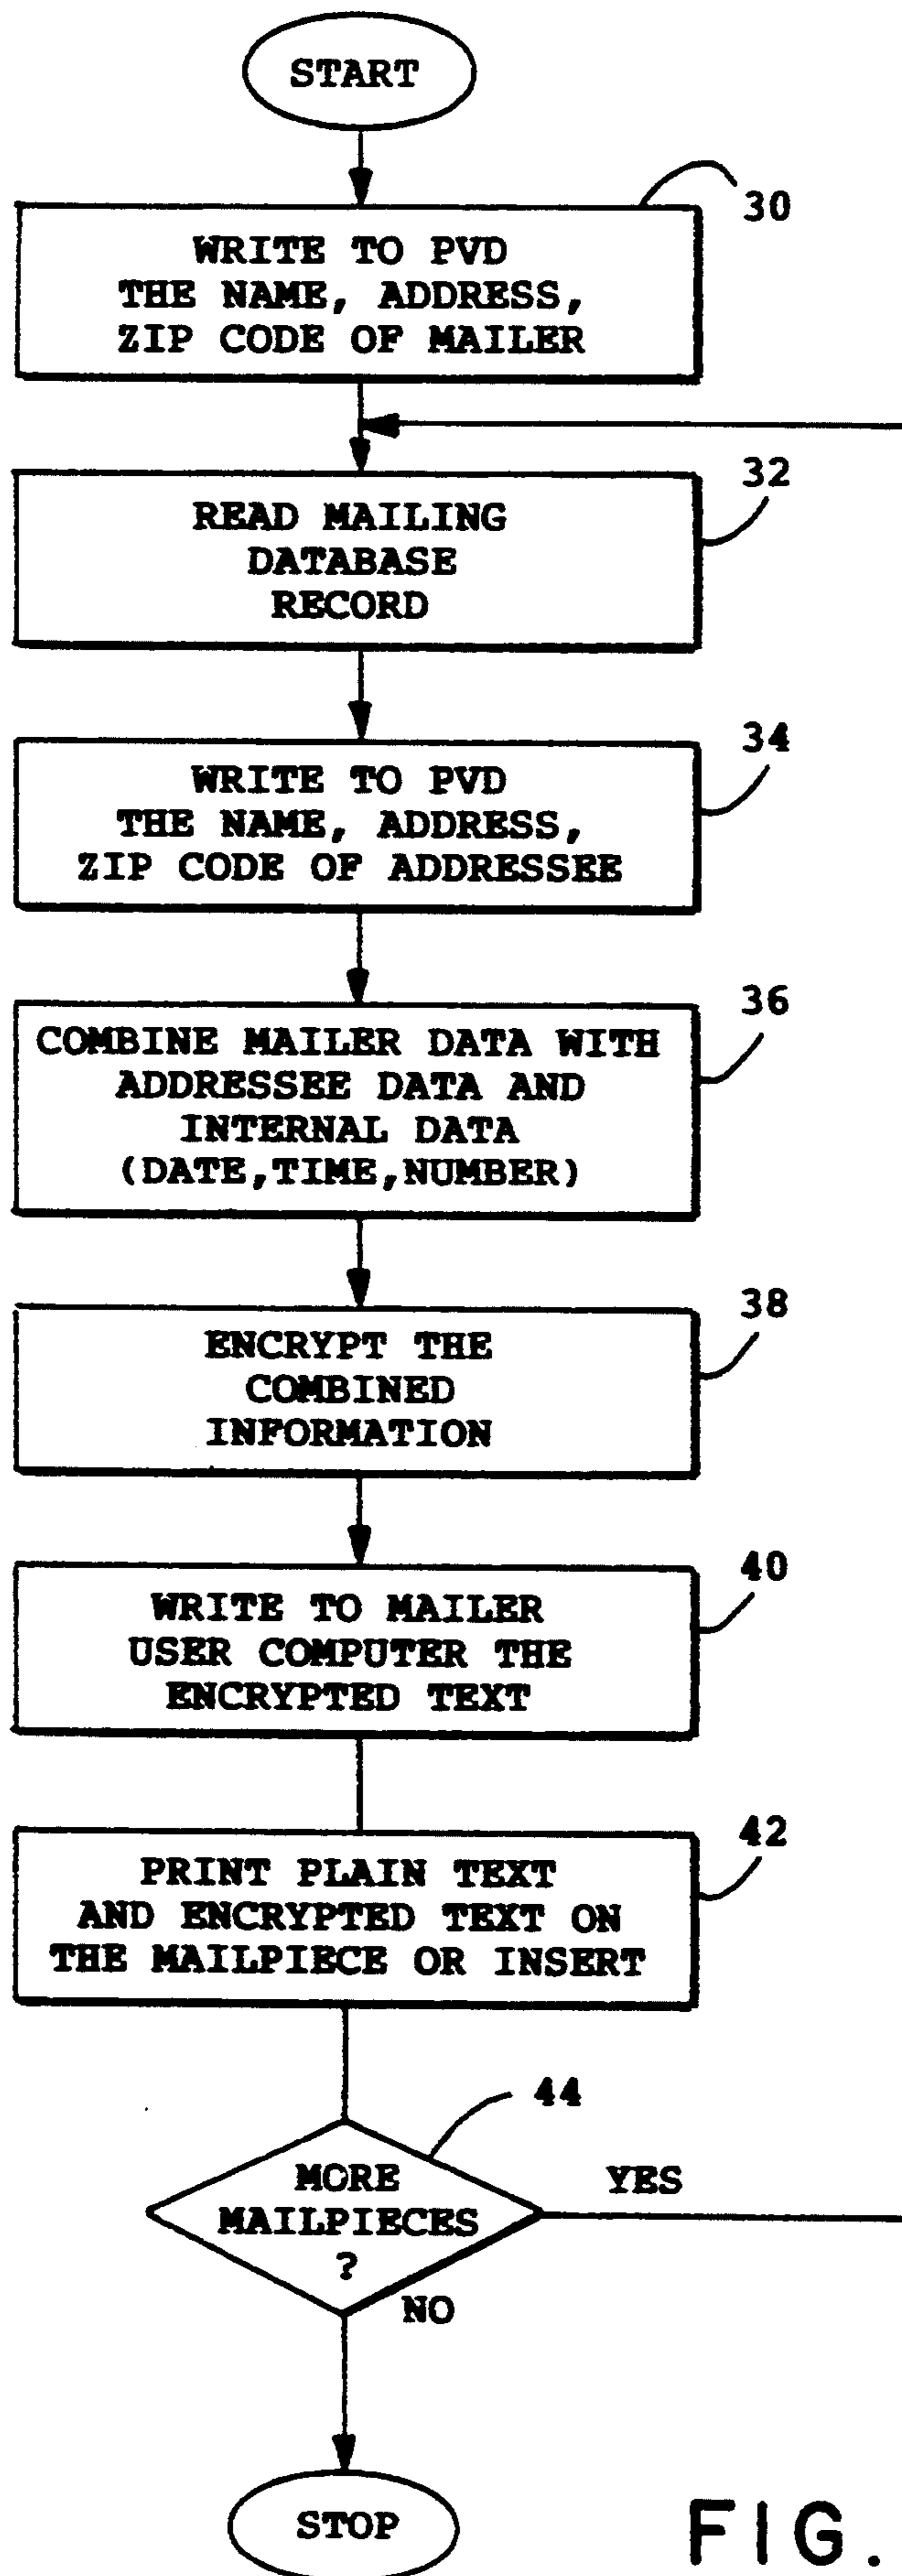 START
30
WRITE TO PVD
THE NAME, ADDRESS,
ZIP CODE OF MAILER
32
READ MAILING
DATABASE
RECORD
34
WRITE TO PVD
THE NAME, ADDRESS,
ZIP CODE OF ADDRESSEE
36
COMBINE MAILER DATA WITH
ADDRESSEE DATA AND
INTERNAL DATA
(DATE,TIME,NUMBER)
38
ENCRYPT THE
COMBINED
INFORMATION
40
WRITE TO MAILER
USER COMPUTER THE
ENCRYPTED TEXT
42
PRINT PLAIN TEXT
AND ENCRYPTED TEXT ON
THE MAILPIECE OR INSERT
44
MORE
MAILPIECES
?
YES
NO
STOP
FIG.